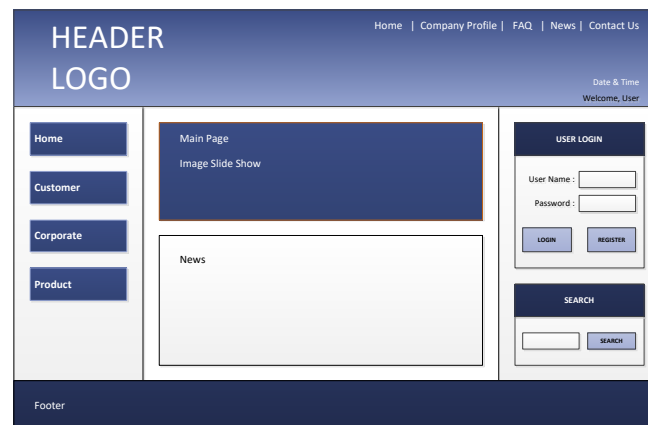 HEADER
LOGO
Home | Company Profile | FAQ | News | Contact Us
Date & Time
Welcome, User
Home
Customer
Corporate
Product
Main Page
Image Slide Show
News
USER LOGIN
User Name :
Password :
LOGIN REGISTER
SEARCH
SEARCH
Footer